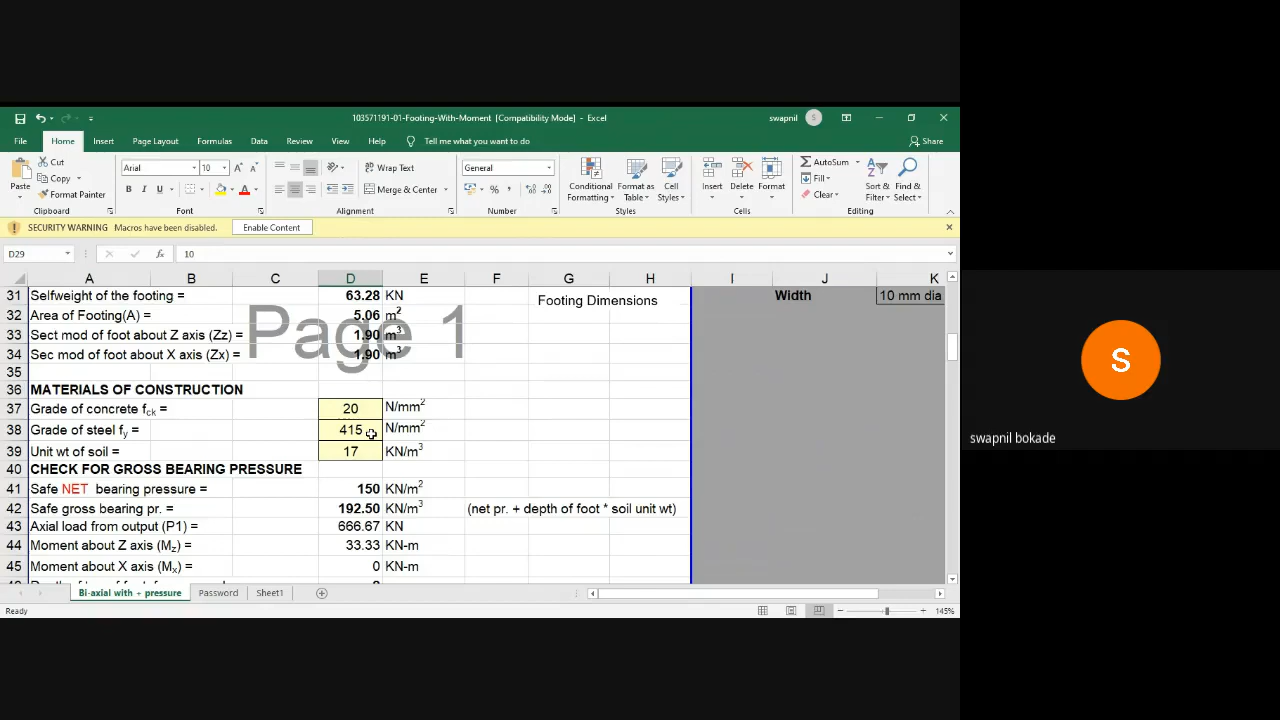 103571191-01-Footing-With-Moment [Compatibility Mode] - Excel
swapnil S
File Home Insert Page Layout Formulas Data Review View Help Tell me what you want to do Share
Paste Cut Copy Format Painter Clipboard
Arial 10 Font
Wrap Text Merge & Center Alignment
General Number
Conditional Formatting Format as Table Cell Styles Styles
Insert Delete Format Cells
AutoSum Fill Clear Sort & Filter Find & Select Editing
SECURITY WARNING Macros have been disabled. Enable Content
D29 fx 10
A B C D E F G H I J K
31 Selfweight of the footing = 63.28 KN Footing Dimensions Width 10 mm dia
32 Area of Footing(A) = 5.06 m2
33 Sect mod of foot about Z axis (Zz) = 1.90 m3
34 Sec mod of foot about X axis (Zx) = 1.90 m3
Page 1
35
36 MATERIALS OF CONSTRUCTION
37 Grade of concrete fck = 20 N/mm2
38 Grade of steel fy = 415 N/mm2
39 Unit wt of soil = 17 KN/m3
40 CHECK FOR GROSS BEARING PRESSURE
41 Safe NET bearing pressure = 150 KN/m2
42 Safe gross bearing pr. = 192.50 KN/m3 (net pr. + depth of foot * soil unit wt)
43 Axial load from output (P1) = 666.67 KN
44 Moment about Z axis (Mz) = 33.33 KN-m
45 Moment about X axis (Mx) = 0 KN-m
Bi-axial with + pressure Password Sheet1
Ready 145%
S
swapnil bokade